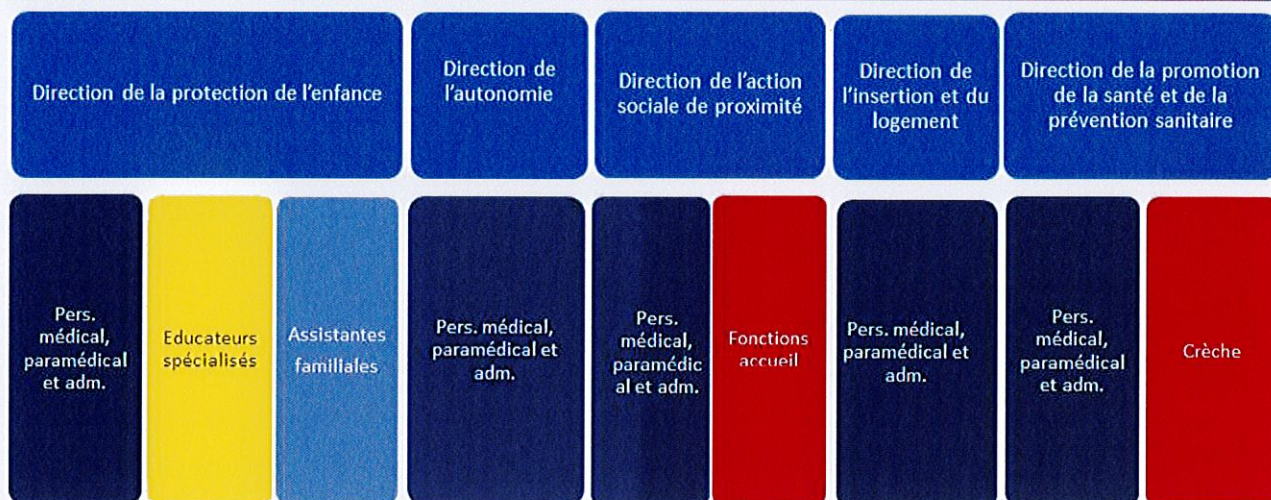 Direction de la protection de l'enfance
Direction de
l'autonomie
Direction de l'action
sociale de proximité
Direction de
l'insertion et du
logement
Direction de la promotion
de la santé et de la
prévention sanitaire
Pers.
médical,
paramédical
et adm.
Educateurs
spécialisés
Assistantes
familiales
Pers. médical,
paramédical et
adm.
Pers.
médical,
paramédic
al et adm.
Fonctions
accueil
Pers. médical,
paramédical et
adm.
Pers.
médical,
paramédical
et adm.
Crèche